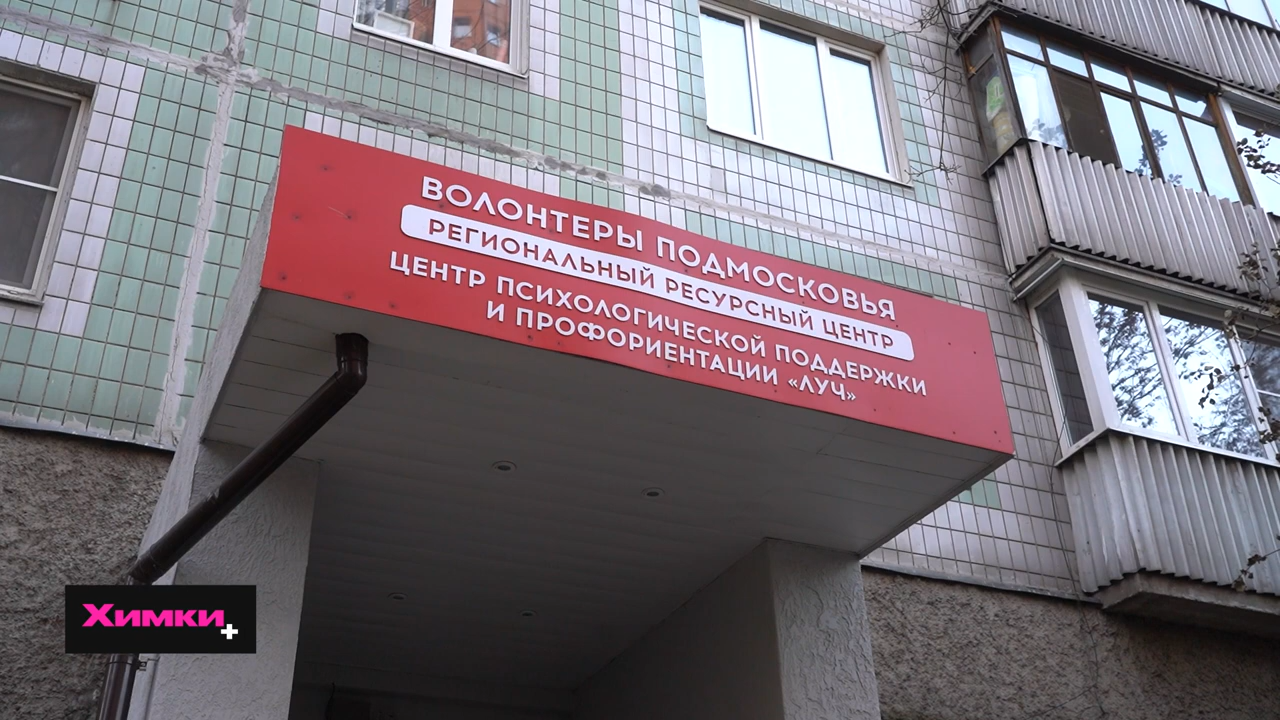 ВОЛОНТЕРЫ ПОДМОСКОВЬЯ
РЕГИОНАЛЬНЫЙ РЕСУРСНЫЙ ЦЕНТР
ЦЕНТР ПСИХОЛОГИЧЕСКОЙ ПОДДЕРЖКИ
И ПРОФОРИЕНТАЦИИ «ЛУЧ»
Химки+